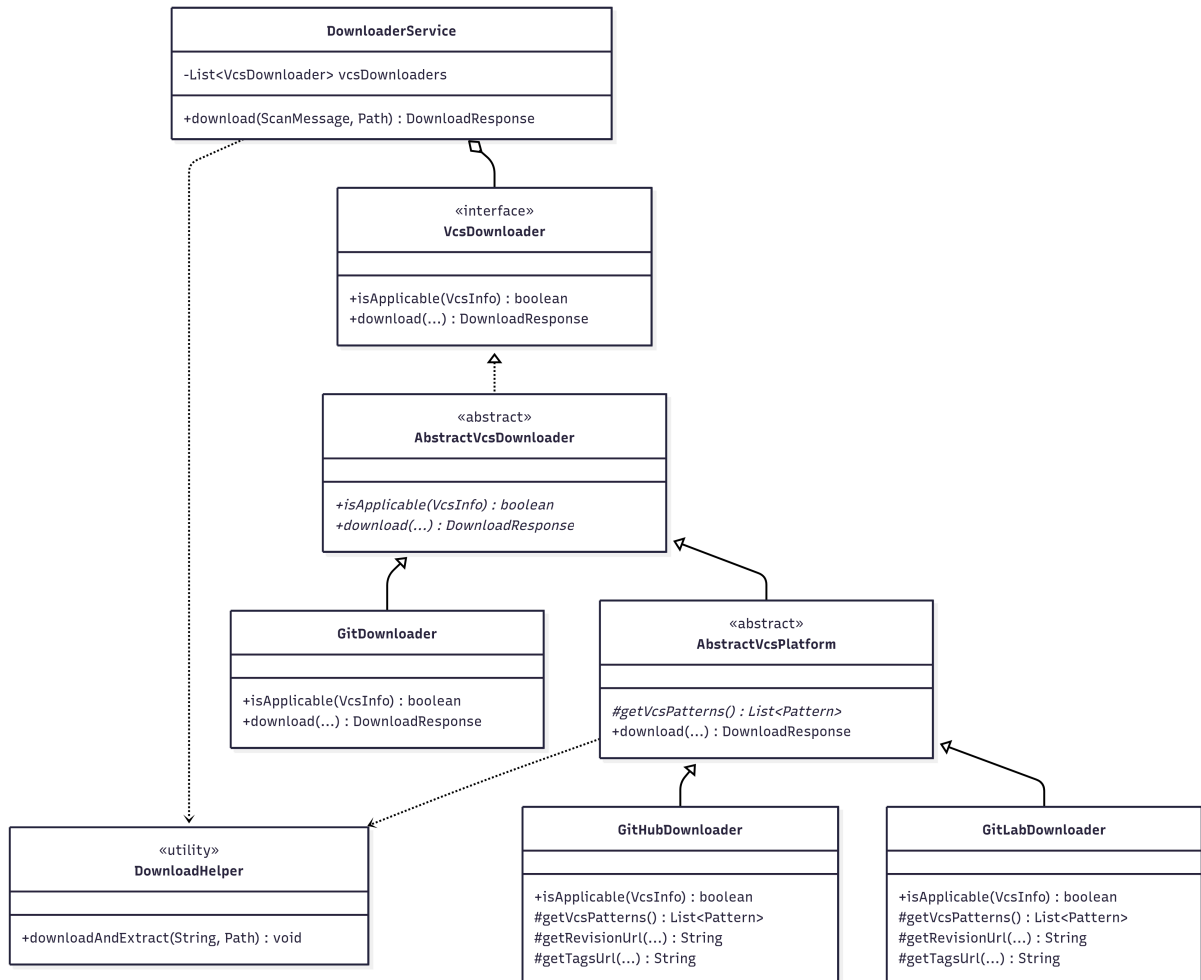 DownloaderService
-List<VcsDownloader> vcsDownloaders
+download(ScanMessage, Path) : DownloadResponse
«interface»
VcsDownloader
+isApplicable(VcsInfo) : boolean
+download(...) : DownloadResponse
«abstract»
AbstractVcsDownloader
+isApplicable(VcsInfo) : boolean
+download(...) : DownloadResponse
GitDownloader
+isApplicable(VcsInfo) : boolean
+download(...) : DownloadResponse
«abstract»
AbstractVcsPlatform
#getVcsPatterns() : List<Pattern>
+download(...) : DownloadResponse
«utility»
DownloadHelper
+downloadAndExtract(String, Path) : void
GitHubDownloader
+isApplicable(VcsInfo) : boolean
#getVcsPatterns() : List<Pattern>
#getRevisionUrl(...) : String
#getTagsUrl(...) : String
GitLabDownloader
+isApplicable(VcsInfo) : boolean
#getVcsPatterns() : List<Pattern>
#getRevisionUrl(...) : String
#getTagsUrl(...) : String